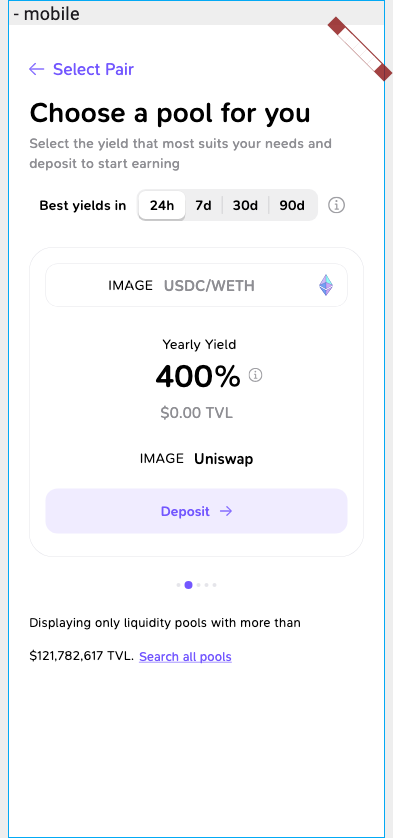 - mobile
Select Pair
Choose a pool for you
Select the yield that most suits your needs and
deposit to start earning
Best yields in 24h 7d 30d 90d
IMAGE USDC/WETH
Yearly Yield
400%
$0.00 TVL
IMAGE Uniswap
Deposit
Displaying only liquidity pools with more than
$121,782,617 TVL. Search all pools